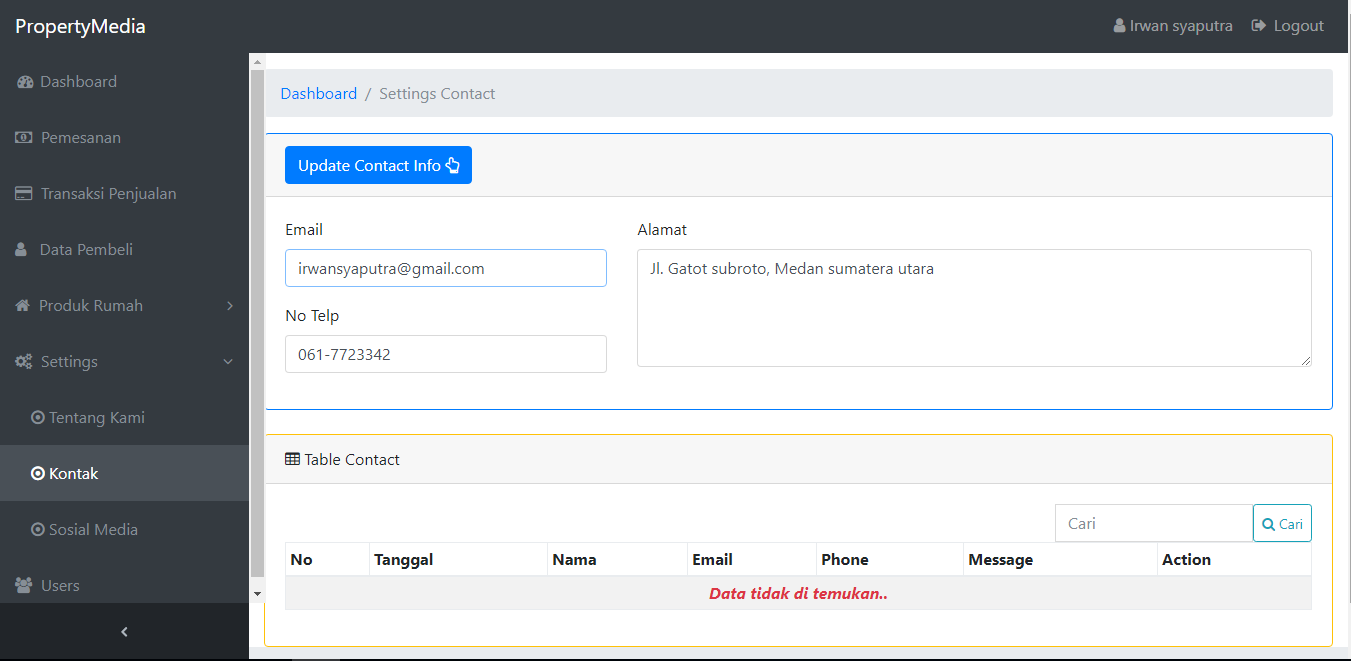 PropertyMedia
Irwan syaputra Logout
Dashboard
Pemesanan
Transaksi Penjualan
Data Pembeli
Produk Rumah
Settings
Tentang Kami
Kontak
Sosial Media
Users
Dashboard / Settings Contact
Update Contact Info
Email
irwansyaputra@gmail.com
No Telp
061-7723342
Alamat
Jl. Gatot subroto, Medan sumatera utara
Table Contact
Cari Cari
No Tanggal Nama Email Phone Message Action
Data tidak di temukan..